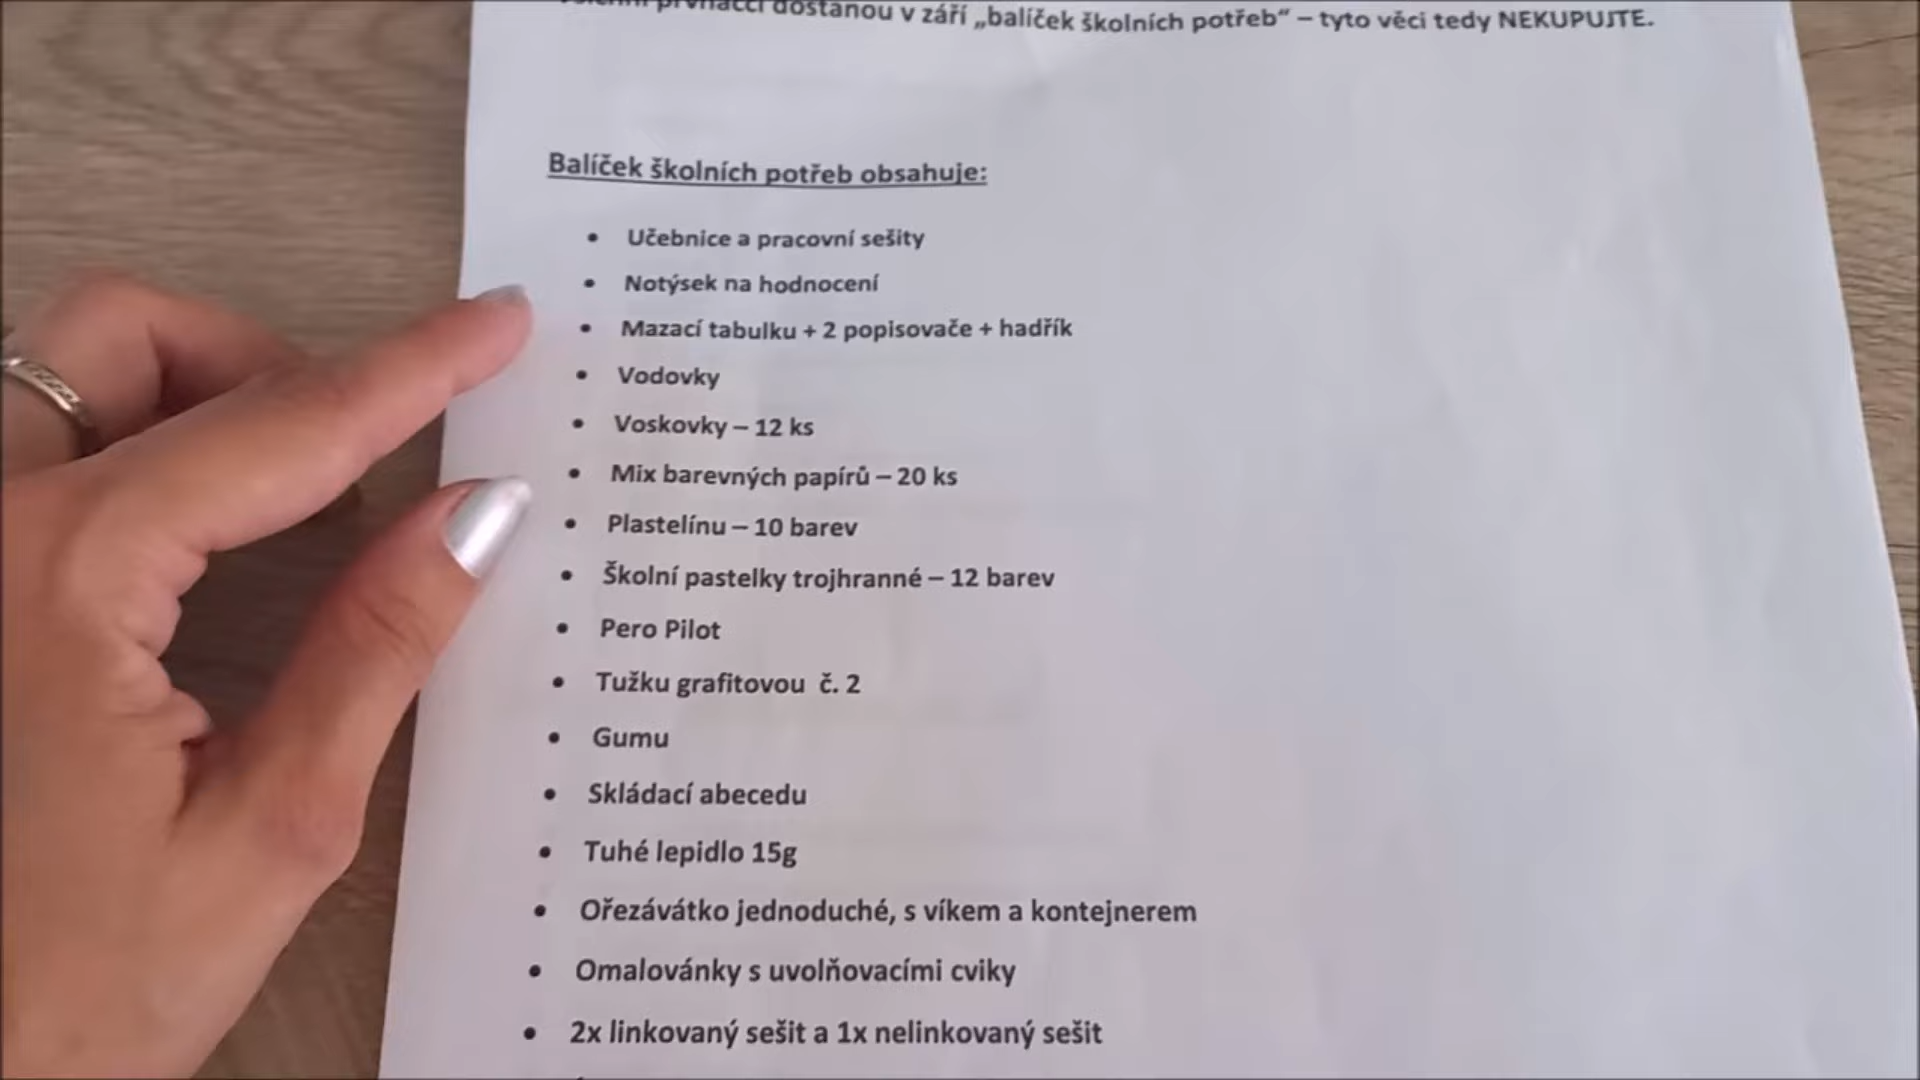 prvňáčci dostanou v září „balíček školních potřeb“ – tyto věci tedy NEKUPUJTE.
Balíček školních potřeb obsahuje:
• Učebnice a pracovní sešity
• Notýsek na hodnocení
• Mazací tabulku + 2 popisovače + hadřík
• Vodovky
• Voskovky – 12 ks
• Mix barevných papírů – 20 ks
• Plastelínu – 10 barev
• Školní pastelky trojhranné – 12 barev
• Pero Pilot
• Tužku grafitovou č. 2
• Gumu
• Skládací abecedu
• Tuhé lepidlo 15g
• Ořezávátko jednoduché, s víkem a kontejnerem
• Omalovánky s uvolňovacími cviky
• 2x linkovaný sešit a 1x nelinkovaný sešit